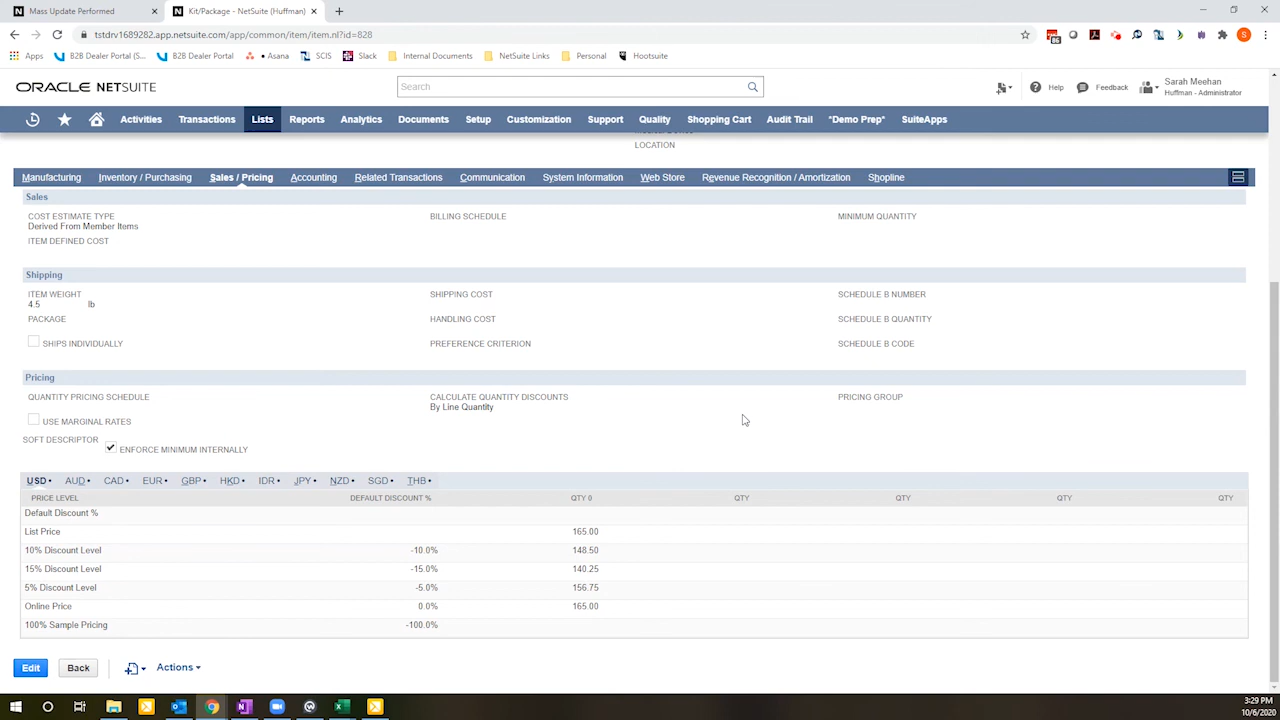 Mass Update Performed
Kit/Package - NetSuite (Huffman)
tstdrv1689282.app.netsuite.com/app/common/item/item.nl?id=828
86
S
Apps
B2B Dealer Portal (S...
B2B Dealer Portal
Asana
SCIS
Slack
Internal Documents
NetSuite Links
Personal
Hootsuite
ORACLE NETSUITE
Search
Help
Feedback
Sarah Meehan
Huffman - Administrator
Activities
Transactions
Lists
Reports
Analytics
Documents
Setup
Customization
Support
Quality
Shopping Cart
Audit Trail
*Demo Prep*
SuiteApps
LOCATION
Manufacturing
Inventory / Purchasing
Sales / Pricing
Accounting
Related Transactions
Communication
System Information
Web Store
Revenue Recognition / Amortization
Shopline
Sales
COST ESTIMATE TYPE
Derived From Member Items
ITEM DEFINED COST
BILLING SCHEDULE
MINIMUM QUANTITY
Shipping
ITEM WEIGHT
4.5 lb
PACKAGE
SHIPS INDIVIDUALLY
SHIPPING COST
HANDLING COST
PREFERENCE CRITERION
SCHEDULE B NUMBER
SCHEDULE B QUANTITY
SCHEDULE B CODE
Pricing
QUANTITY PRICING SCHEDULE
USE MARGINAL RATES
SOFT DESCRIPTOR
ENFORCE MINIMUM INTERNALLY
CALCULATE QUANTITY DISCOUNTS
By Line Quantity
PRICING GROUP
USD• AUD• CAD• EUR• GBP• HKD• IDR• JPY• NZD• SGD• THB•
PRICE LEVEL DEFAULT DISCOUNT % QTY 0 QTY QTY QTY QTY
Default Discount %
List Price 165.00
10% Discount Level -10.0% 148.50
15% Discount Level -15.0% 140.25
5% Discount Level -5.0% 156.75
Online Price 0.0% 165.00
100% Sample Pricing -100.0%
Edit
Back
Actions
3:29 PM
10/6/2020